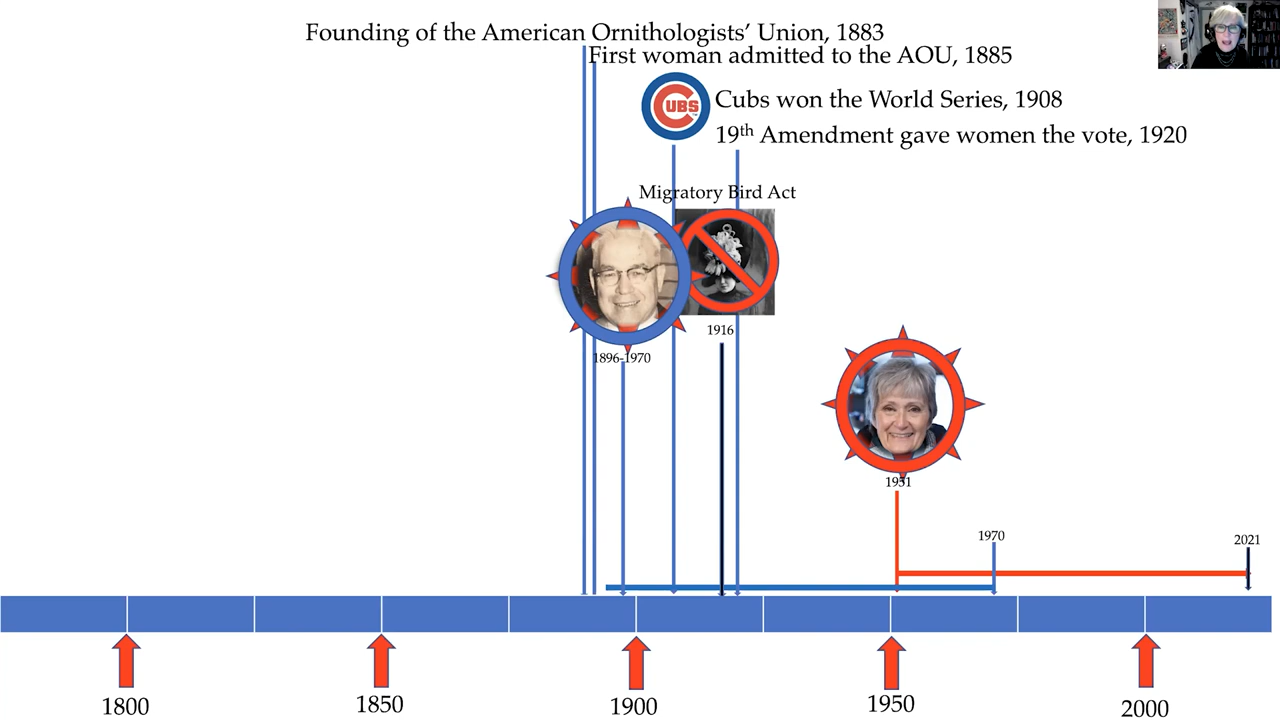 Founding of the American Ornithologists' Union, 1883
First woman admitted to the AOU, 1885
CUBS
Cubs won the World Series, 1908
19th Amendment gave women the vote, 1920
Migratory Bird Act
1916
1896-1970
1951
1970
2021
1800
1850
1900
1950
2000